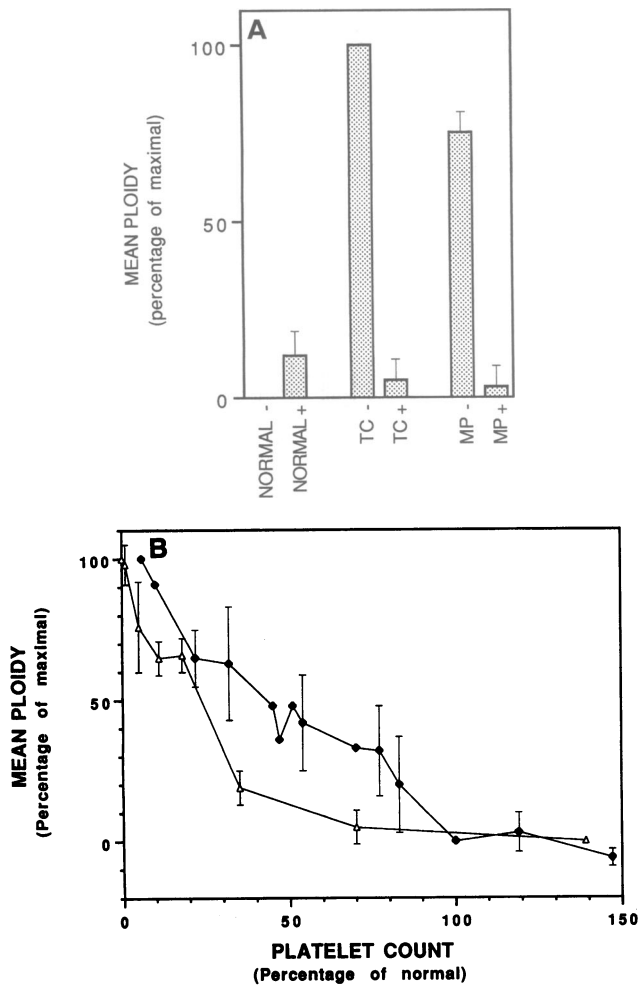 A
100
50
0
MEAN PLOIDY
(percentage of maximal)
NORMAL -
NORMAL +
TC -
TC +
MP -
MP +
B
100
50
0
MEAN PLOIDY
(Percentage of maximal)
0 50 100 150
PLATELET COUNT
(Percentage of normal)